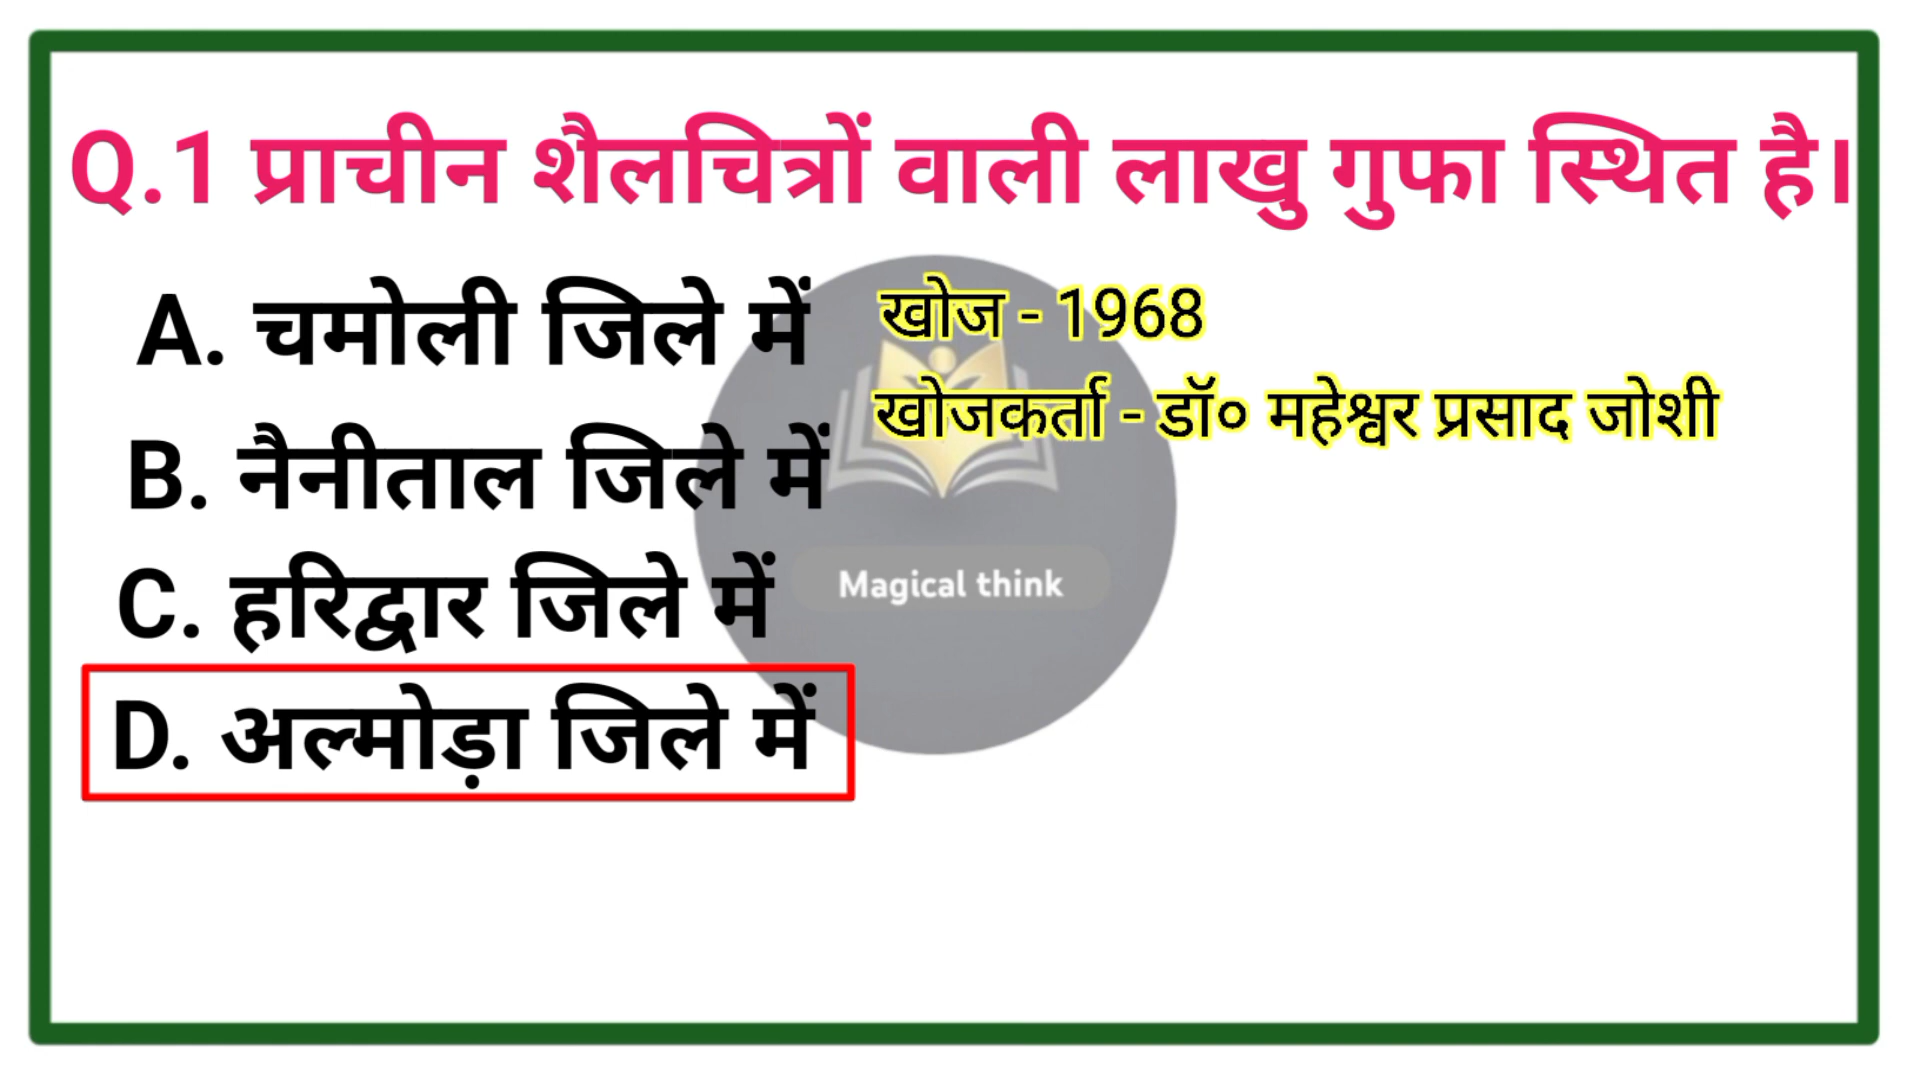 Q.1 प्राचीन शैलचित्रों वाली लाखु गुफा स्थित है।
A. चमोली जिले में
खोज - 1968
खोजकर्ता - डॉ० महेश्वर प्रसाद जोशी
B. नैनीताल जिले में
C. हरिद्वार जिले में
Magical think
D. अल्मोड़ा जिले में